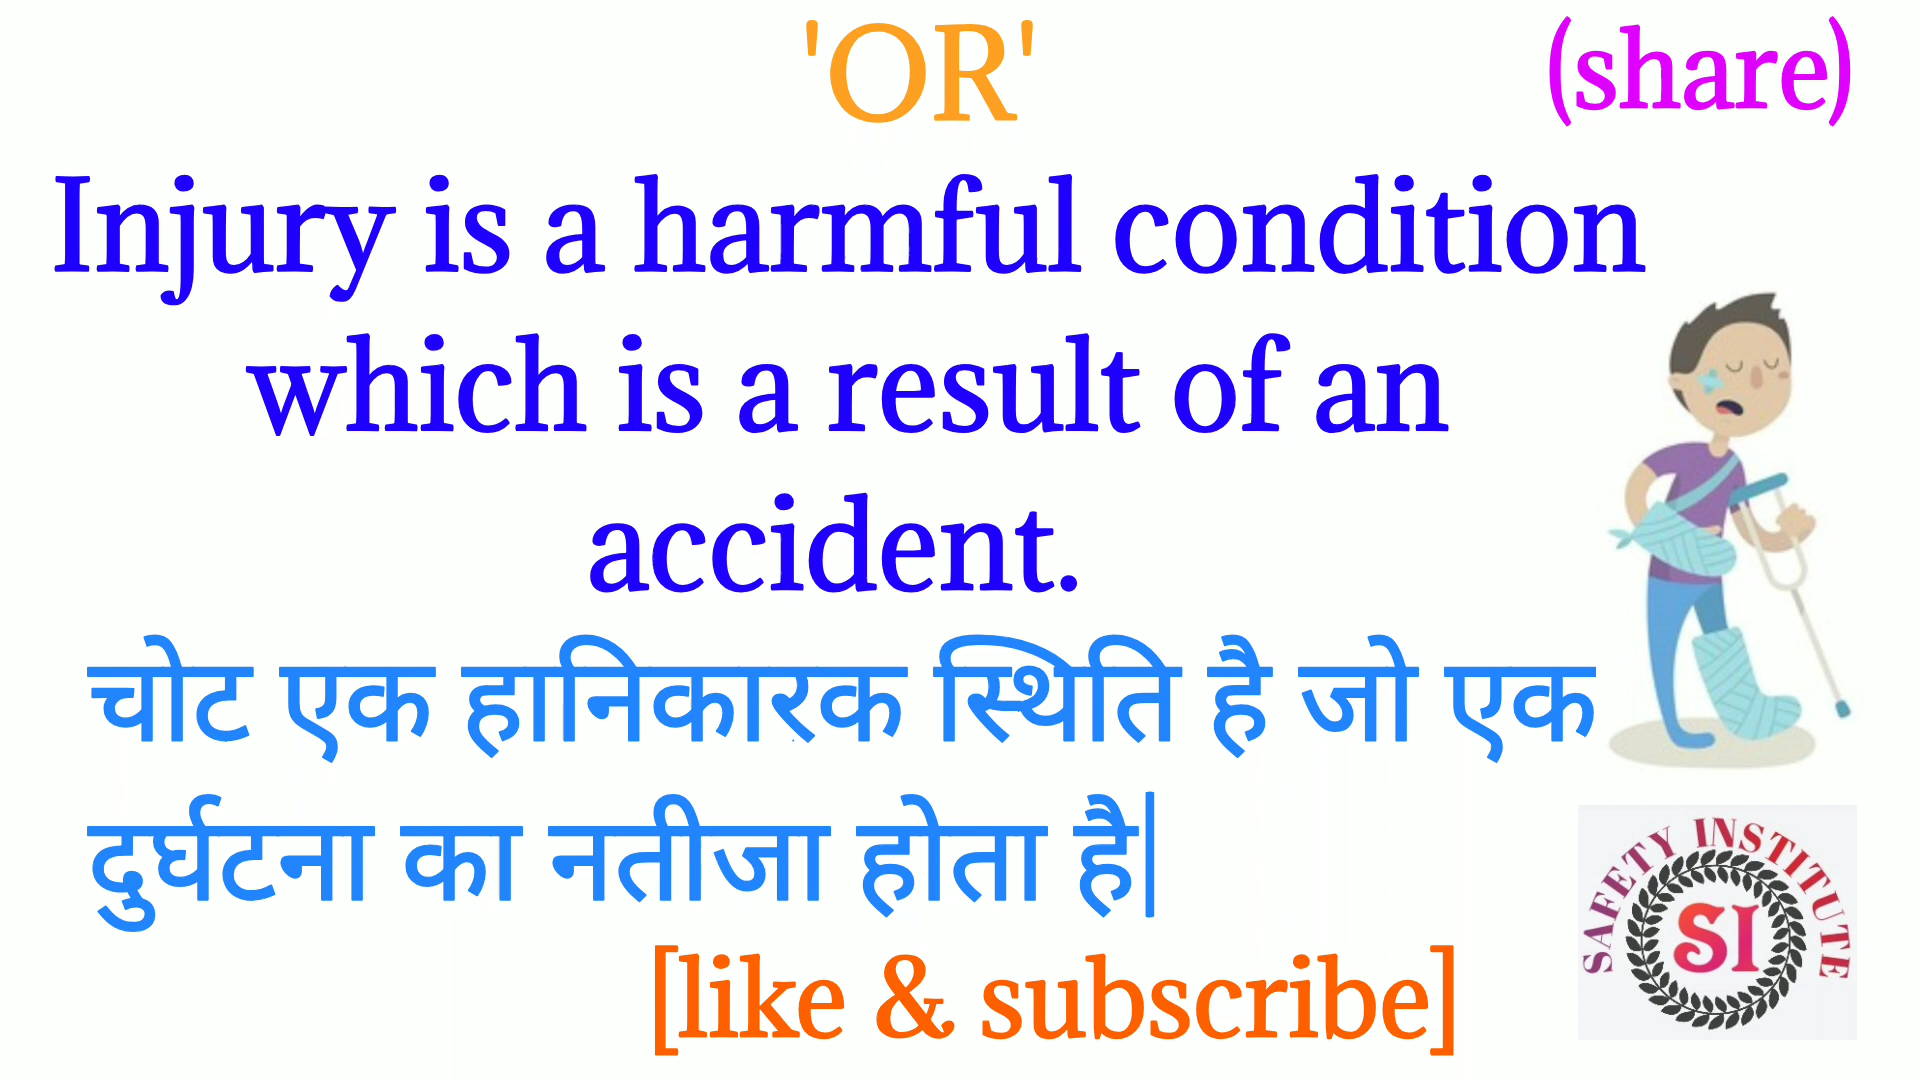 'OR'
(share)
Injury is a harmful condition
which is a result of an
accident.
चोट एक हानिकारक स्थिति है जो एक
दुर्घटना का नतीजा होता है|
[like & subscribe]
SAFETY INSTITUTE
SI